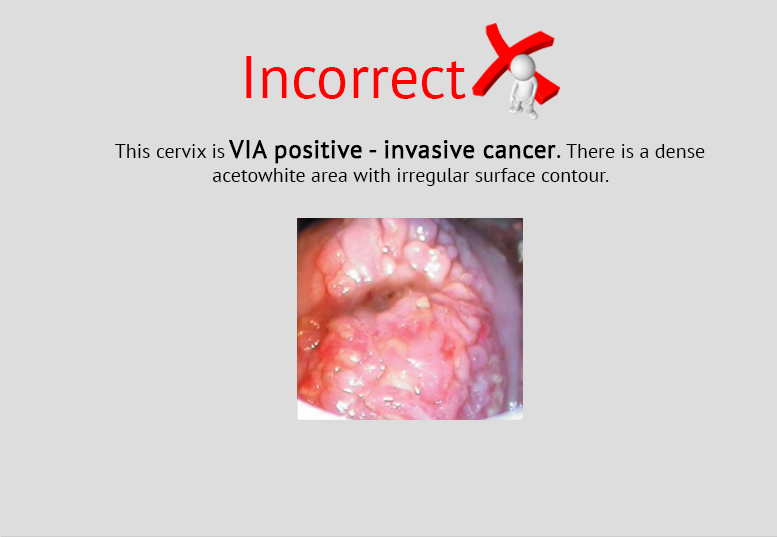 Incorrect
This cervix is VIA positive - invasive cancer. There is a dense
acetowhite area with irregular surface contour.